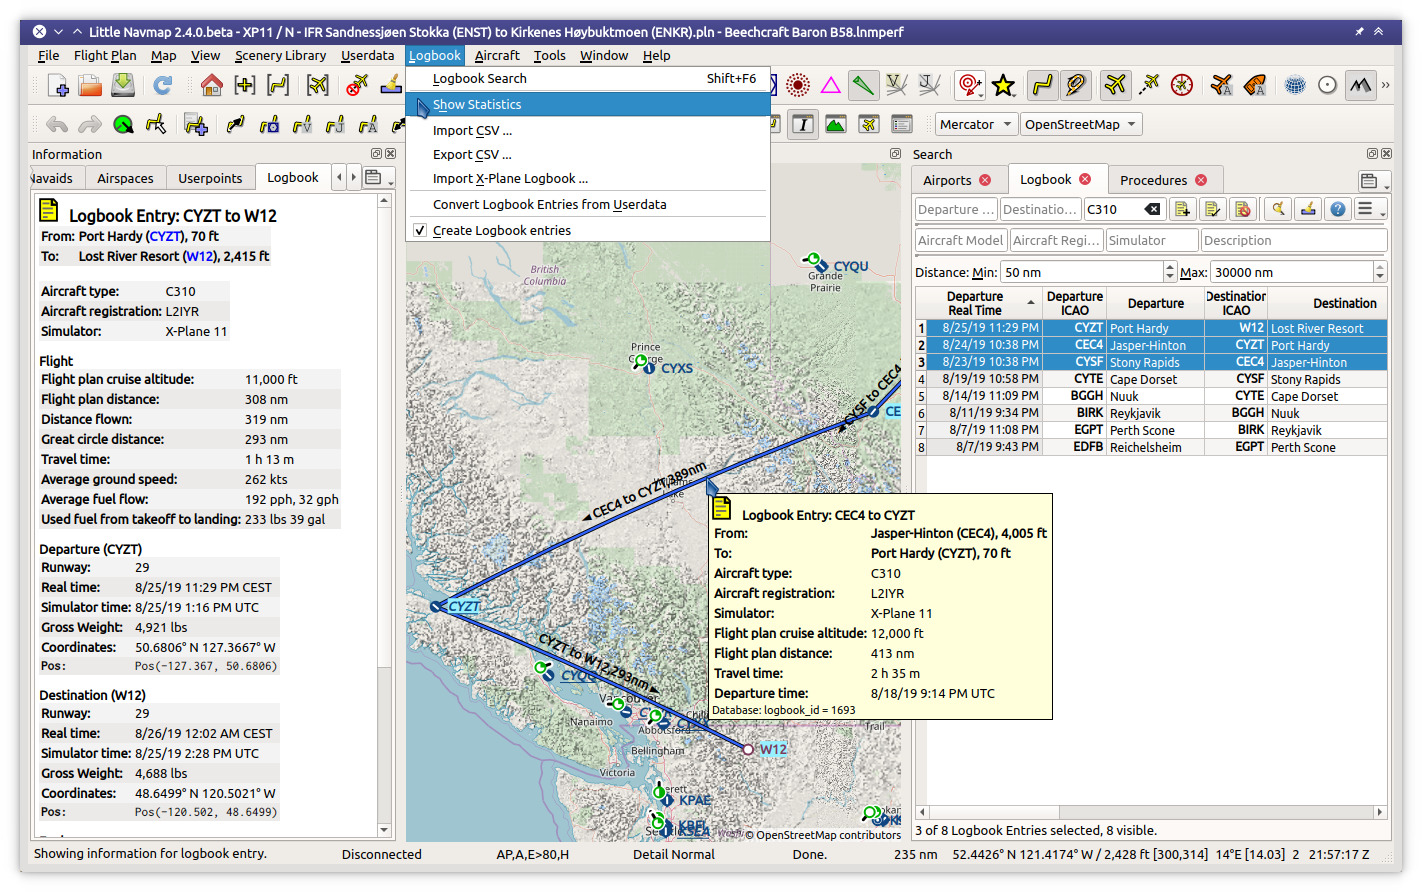 Little Navmap 2.4.0.beta - XP11 / N - IFR Sandnessjøen Stokka (ENST) to Kirkenes Høybuktmoen (ENKR).pln - Beechcraft Baron B58.lnmperf
File Flight Plan Map View Scenery Library Userdata Logbook Aircraft Tools Window Help
Logbook Search Shift+F6
Show Statistics
Import CSV ...
Export CSV ...
Import X-Plane Logbook ...
Convert Logbook Entries from Userdata
Create Logbook entries
Mercator OpenStreetMap
Information
Navaids Airspaces Userpoints Logbook
Logbook Entry: CYZT to W12
From: Port Hardy (CYZT), 70 ft
To: Lost River Resort (W12), 2,415 ft
Aircraft type: C310
Aircraft registration: L2IYR
Simulator: X-Plane 11
Flight
Flight plan cruise altitude: 11,000 ft
Flight plan distance: 308 nm
Distance flown: 319 nm
Great circle distance: 293 nm
Travel time: 1 h 13 m
Average ground speed: 262 kts
Average fuel flow: 192 pph, 32 gph
Used fuel from takeoff to landing: 233 lbs 39 gal
Departure (CYZT)
Runway: 29
Real time: 8/25/19 11:29 PM CEST
Simulator time: 8/25/19 1:16 PM UTC
Gross Weight: 4,921 lbs
Coordinates: 50.6806° N 127.3667° W
Pos: Pos(-127.367, 50.6806)
Destination (W12)
Runway: 29
Real time: 8/26/19 12:02 AM CEST
Simulator time: 8/25/19 2:28 PM UTC
Gross Weight: 4,688 lbs
Coordinates: 48.6499° N 120.5021° W
Pos: Pos(-120.502, 48.6499)
British
Columbia
CYQU
Grande
Prairie
Prince
George
CYXS
CYSF to CEC4
CE
CEC4 to CYZT,389nm
CYZT
CYZT to W12,293nm
Vancouver
Nanaimo
Abbotsford
Bellingham
Victoria
W12
Trail
KPAE
KBFI
KSEA
© OpenStreetMap contributors
Logbook Entry: CEC4 to CYZT
From: Jasper-Hinton (CEC4), 4,005 ft
To: Port Hardy (CYZT), 70 ft
Aircraft type: C310
Aircraft registration: L2IYR
Simulator: X-Plane 11
Flight plan cruise altitude: 12,000 ft
Flight plan distance: 413 nm
Travel time: 2 h 35 m
Departure time: 8/18/19 9:14 PM UTC
Database: logbook_id = 1693
Search
Airports Logbook Procedures
Departure ... Destinatio... C310
Aircraft Model Aircraft Regi... Simulator Description
Distance: Min: 50 nm Max: 30000 nm
Departure Real Time Departure ICAO Departure Destination ICAO Destination
1 8/25/19 11:29 PM CYZT Port Hardy W12 Lost River Resort
2 8/24/19 10:38 PM CEC4 Jasper-Hinton CYZT Port Hardy
3 8/23/19 10:38 PM CYSF Stony Rapids CEC4 Jasper-Hinton
4 8/19/19 10:58 PM CYTE Cape Dorset CYSF Stony Rapids
5 8/14/19 11:09 PM BGGH Nuuk CYTE Cape Dorset
6 8/11/19 9:34 PM BIRK Reykjavik BGGH Nuuk
7 8/7/19 11:08 PM EGPT Perth Scone BIRK Reykjavik
8 8/7/19 9:43 PM EDFB Reichelsheim EGPT Perth Scone
3 of 8 Logbook Entries selected, 8 visible.
Showing information for logbook entry. Disconnected AP,A,E>80,H Detail Normal Done. 235 nm 52.4426° N 121.4174° W / 2,428 ft [300,314] 14°E [14.03] 2 21:57:17 Z